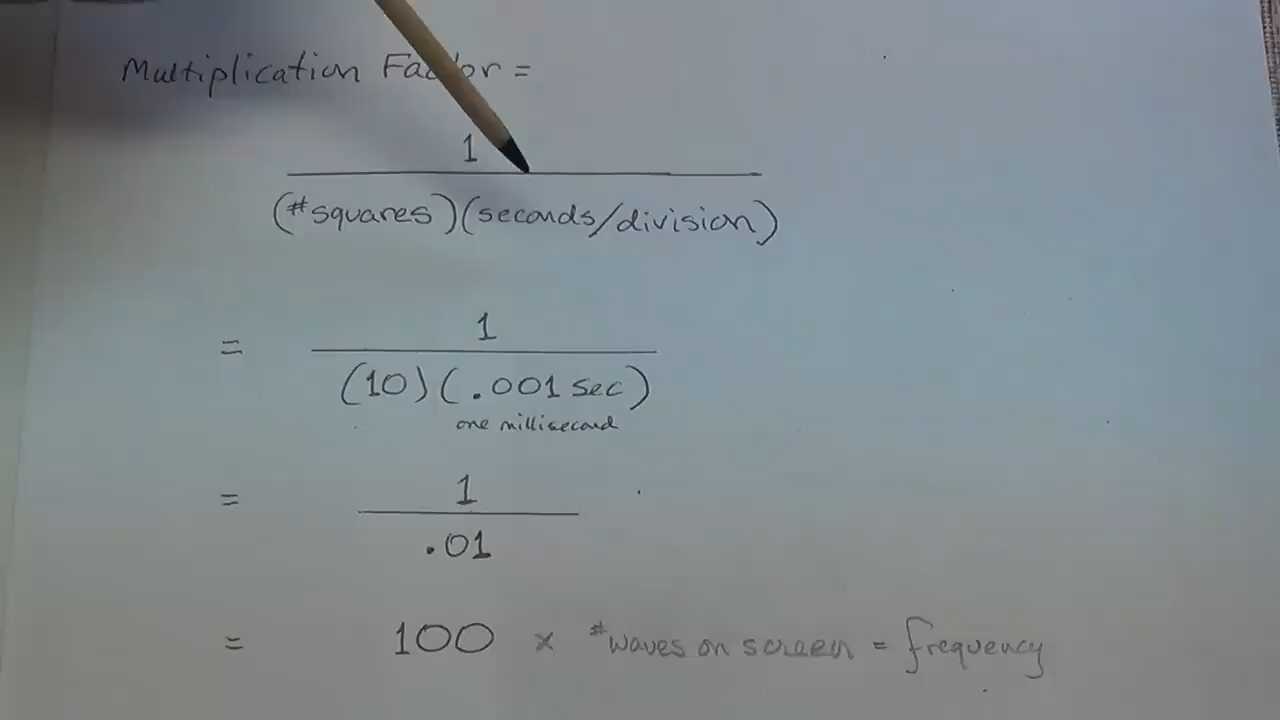 Multiplication Factor =
1
(#squares)(seconds/division)
= 1
(10)(.001 sec)
one millisecond
= 1
.01
= 100 x #waves on screen = frequency